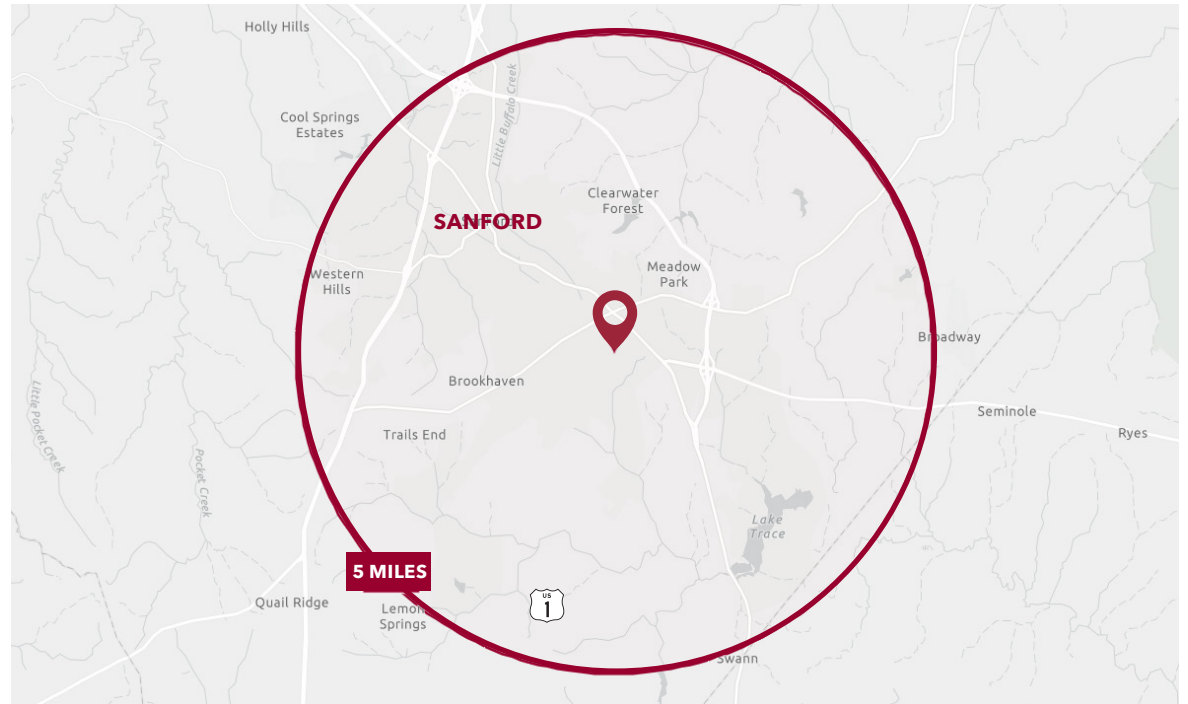 Holly Hills
Little Buffalo Creek
Cool Springs
Estates
Clearwater
Forest
SANFORD
Sanford
Western
Hills
Meadow
Park
Broadway
Brookhaven
Little Pocket Creek
Seminole
Trails End
Ryes
Pocket Creek
Lake
Trace
5 MILES
US
1
Quail Ridge
Lemon
Springs
Swann